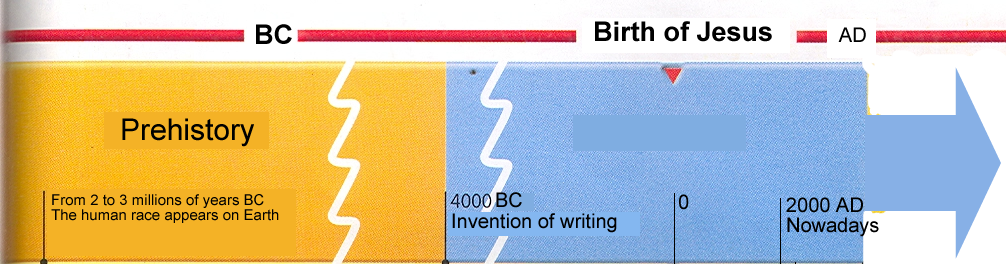 BC
Birth of Jesus
AD
Prehistory
From 2 to 3 millions of years BC
The human race appears on Earth
4000 BC
Invention of writing
0
2000 AD
Nowadays